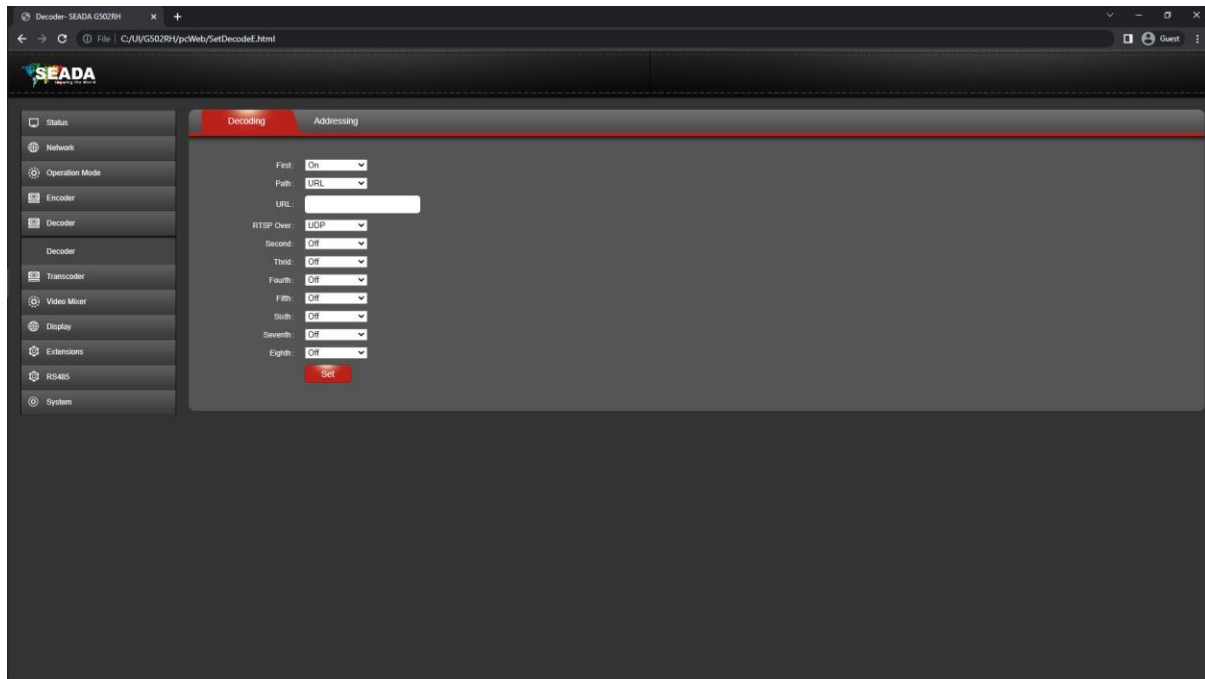 Decoder- SEADA G502RH
File | C:/UI/G502RH/pcWeb/SetDecodeE.html
Guest
SEADA
Decoding Addressing
Status
Network
Operation Mode
Encoder
Decoder
Decoder
Transcoder
Video Mixer
Display
Extensions
RS485
System
First: On
Path: URL
URL:
RTSP Over: UDP
Second: Off
Thrid: Off
Fourth: Off
Fifth: Off
Sixth: Off
Seventh: Off
Eighth: Off
Set